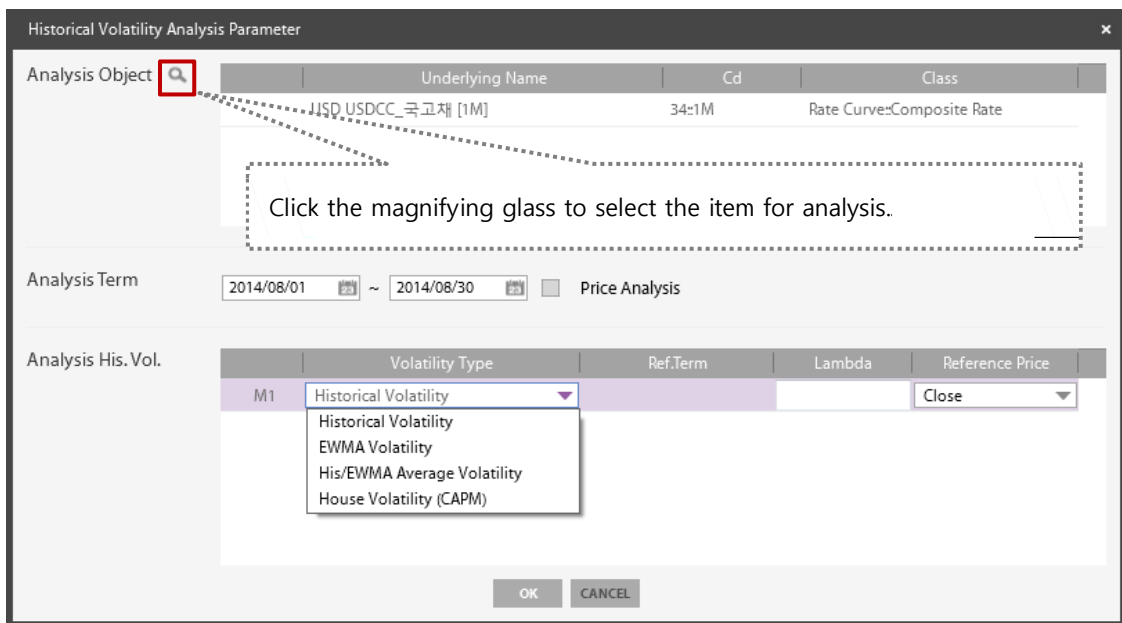 Historical Volatility Analysis Parameter ×
Analysis Object
Underlying Name Cd Class
USD USDCC_국고채 [1M] 34::1M Rate Curve::Composite Rate
Click the magnifying glass to select the item for analysis.
Analysis Term 2014/08/01 ~ 2014/08/30 Price Analysis
Analysis His. Vol.
Volatility Type Ref.Term Lambda Reference Price
M1 Historical Volatility Close
Historical Volatility
EWMA Volatility
His/EWMA Average Volatility
House Volatility (CAPM)
OK CANCEL